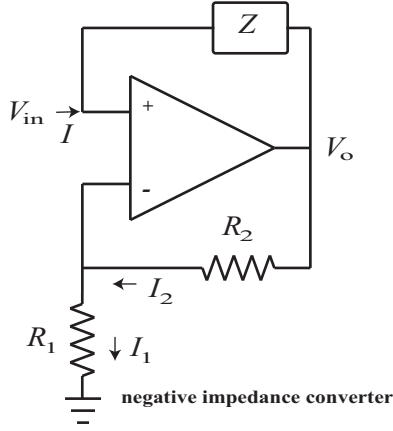 Z
V_in
I
+
-
V_o
R_2
I_2
R_1
I_1
negative impedance converter